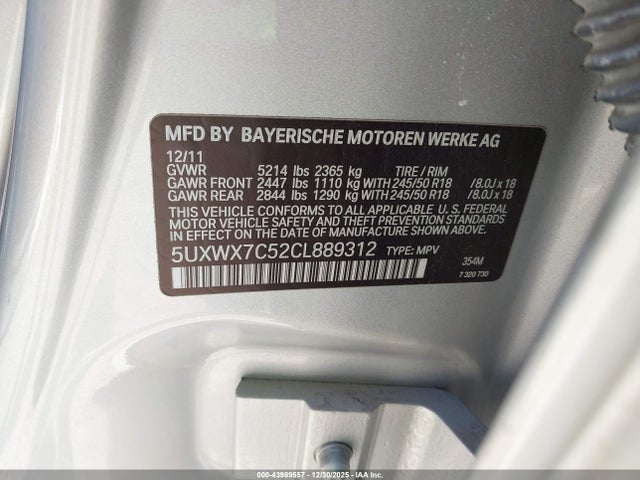 MFD BY BAYERISCHE MOTOREN WERKE AG
12/11
GVWR 5214 lbs 2365 kg TIRE / RIM
GAWR FRONT 2447 lbs 1110 kg WITH 245/50 R18 /8.0J x 18
GAWR REAR 2844 lbs 1290 kg WITH 245/50 R18 /8.0J x 18
THIS VEHICLE CONFORMS TO ALL APPLICABLE U. S. FEDERAL
MOTOR VEHICLE SAFETY AND THEFT PREVENTION STANDARDS
IN EFFECT ON THE DATE OF MANUFACTURE SHOWN ABOVE.
5UXWX7C52CL889312 TYPE: MPV
354M
7 320 730
000-43989557 - 12/30/2025 - IAAI - Copart